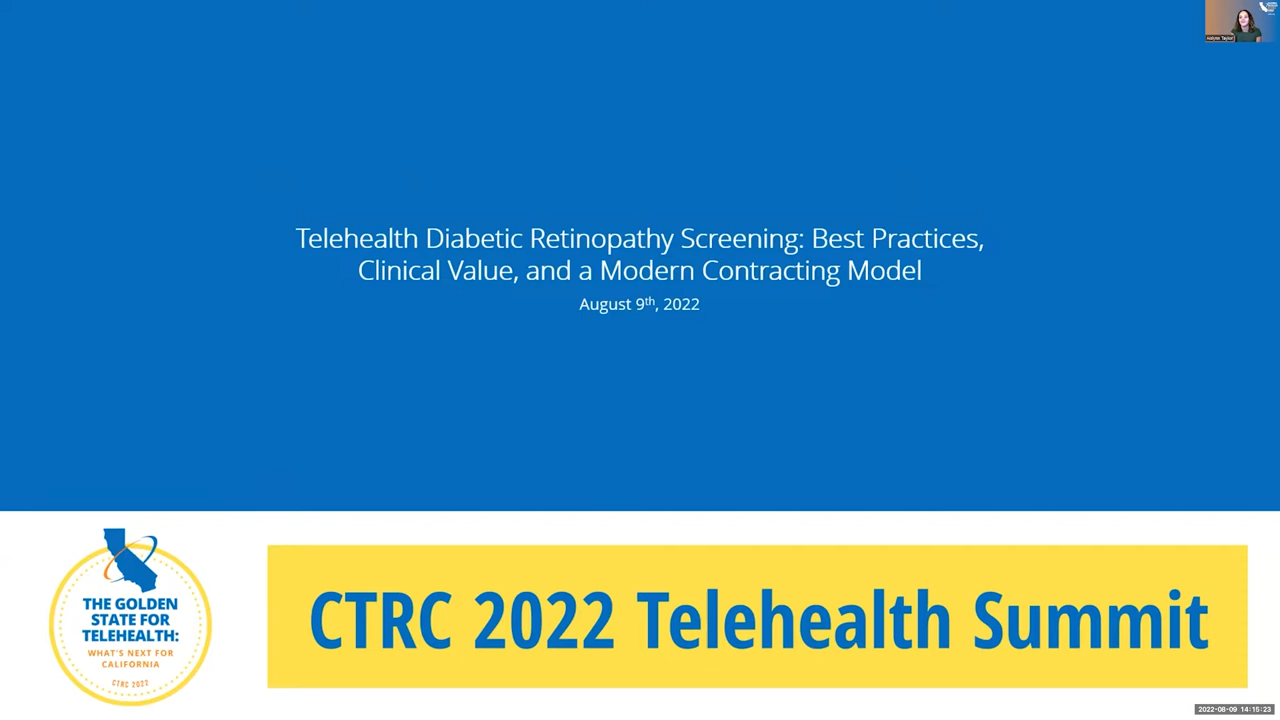 Telehealth Diabetic Retinopathy Screening: Best Practices,
Clinical Value, and a Modern Contracting Model
August 9th, 2022
THE GOLDEN
STATE FOR
TELEHEALTH:
WHAT'S NEXT FOR
CALIFORNIA
CTRC 2022
CTRC 2022 Telehealth Summit
2022-08-09 14:15:23